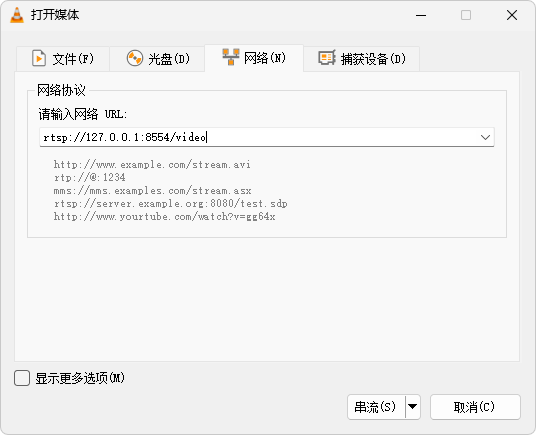 打开媒体
文件(F)
光盘(D)
网络(N)
捕获设备(D)
网络协议
请输入网络 URL:
rtsp://127.0.0.1:8554/video
http://www.example.com/stream.avi
rtp://@:1234
mms://mms.examples.com/stream.asx
rtsp://server.example.org:8080/test.sdp
http://www.yourtube.com/watch?v=gg64x
显示更多选项(M)
串流(S)
取消(C)